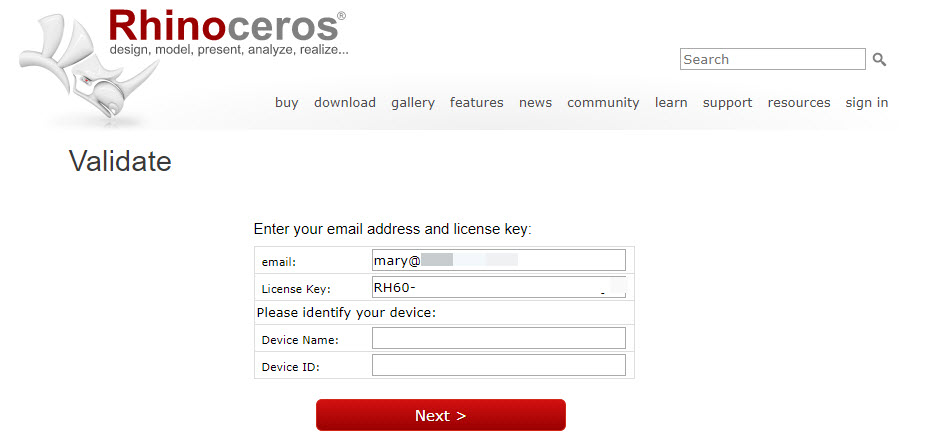 Rhinoceros®
design, model, present, analyze, realize...
Search
buy download gallery features news community learn support resources sign in
Validate
Enter your email address and license key:
email: mary@
License Key: RH60-
Please identify your device:
Device Name:
Device ID:
Next >